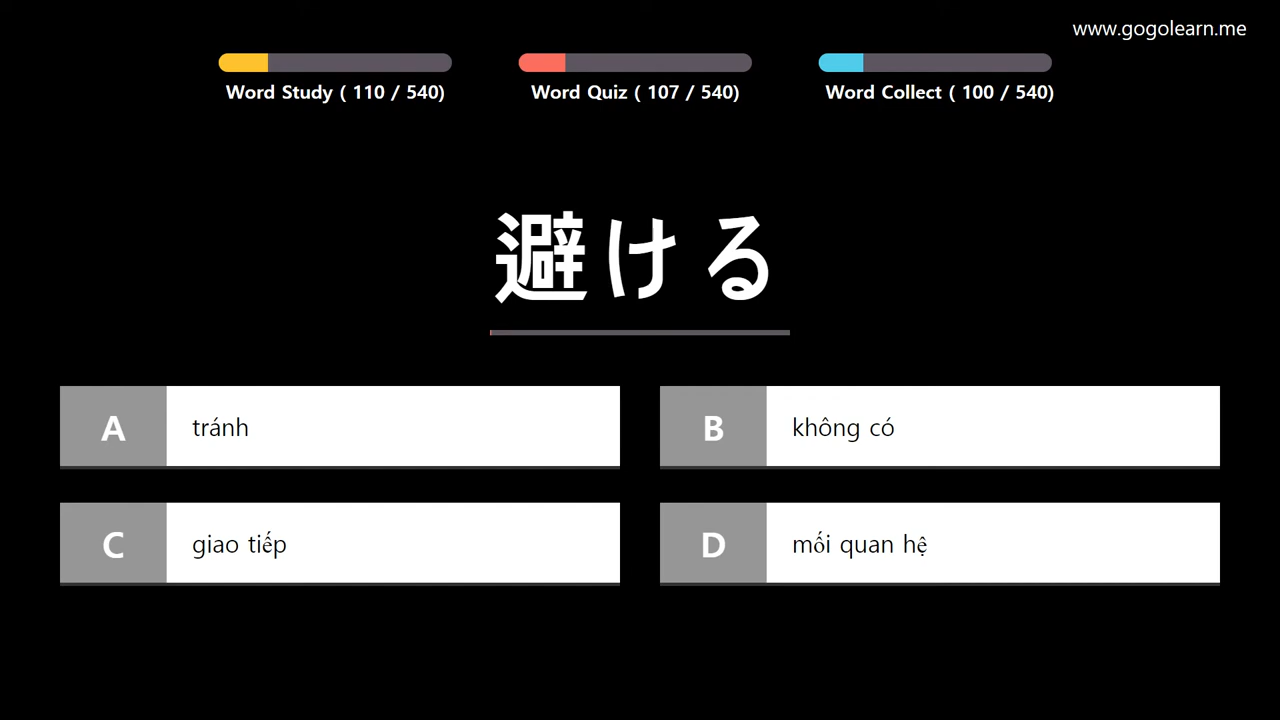 www.gogolearn.me
Word Study ( 110 / 540)
Word Quiz ( 107 / 540)
Word Collect ( 100 / 540)
避ける
A tránh
B không có
C giao tiếp
D mối quan hệ